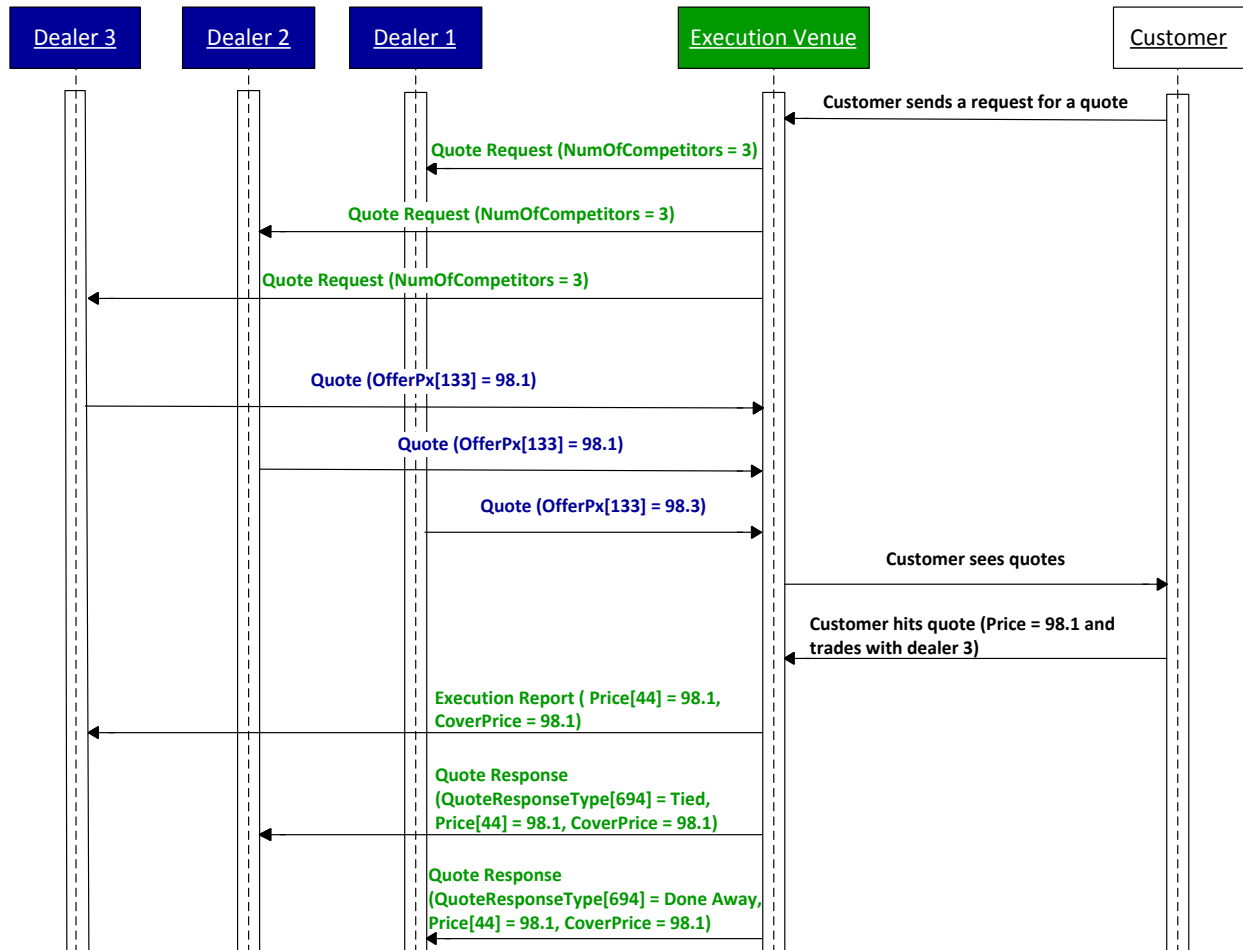 Dealer 3
Dealer 2
Dealer 1
Execution Venue
Customer
Customer sends a request for a quote
Quote Request (NumOfCompetitors = 3)
Quote Request (NumOfCompetitors = 3)
Quote Request (NumOfCompetitors = 3)
Quote (OfferPx[133] = 98.1)
Quote (OfferPx[133] = 98.1)
Quote (OfferPx[133] = 98.3)
Customer sees quotes
Customer hits quote (Price = 98.1 and
trades with dealer 3)
Execution Report ( Price[44] = 98.1,
CoverPrice = 98.1)
Quote Response
(QuoteResponseType[694] = Tied,
Price[44] = 98.1, CoverPrice = 98.1)
Quote Response
(QuoteResponseType[694] = Done Away,
Price[44] = 98.1, CoverPrice = 98.1)